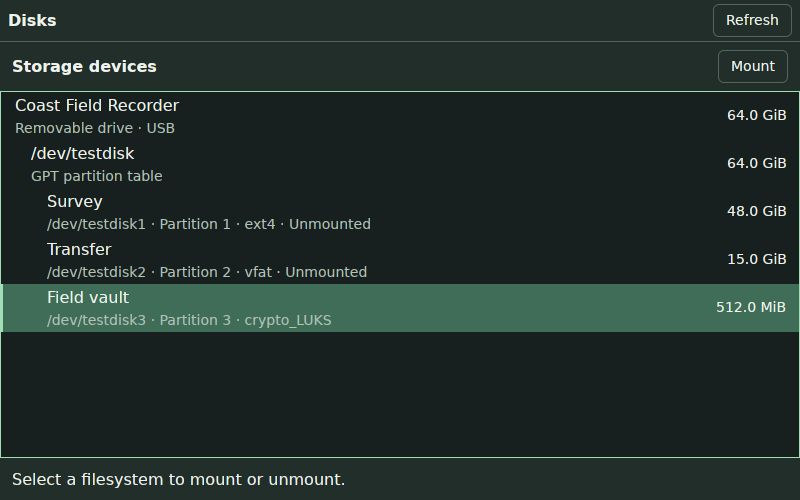 Disks
Refresh
Storage devices
Mount
Coast Field Recorder
Removable drive · USB
64.0 GiB
/dev/testdisk
GPT partition table
64.0 GiB
Survey
/dev/testdisk1 · Partition 1 · ext4 · Unmounted
48.0 GiB
Transfer
/dev/testdisk2 · Partition 2 · vfat · Unmounted
15.0 GiB
Field vault
/dev/testdisk3 · Partition 3 · crypto_LUKS
512.0 MiB
Select a filesystem to mount or unmount.